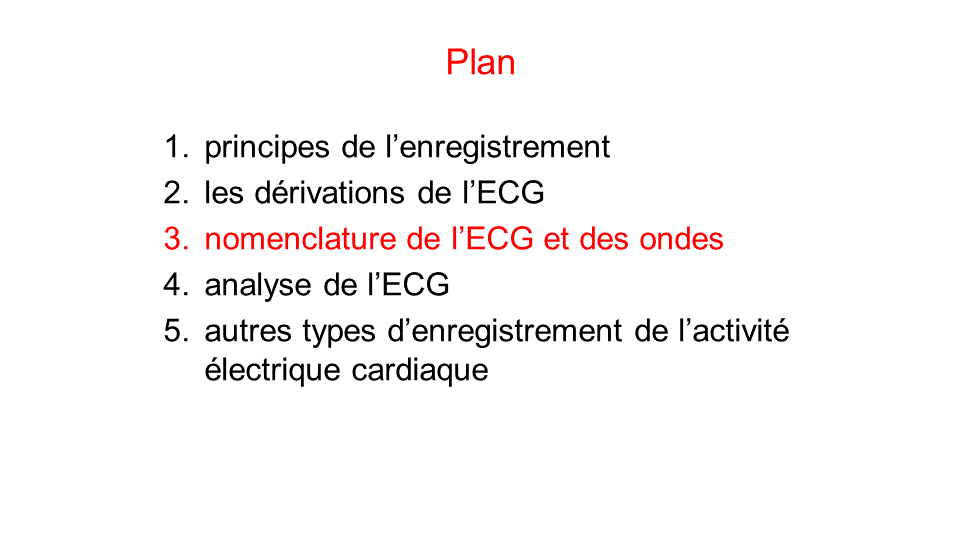 Plan
1. principes de l’enregistrement
2. les dérivations de l’ECG
3. nomenclature de l’ECG et des ondes
4. analyse de l’ECG
5. autres types d’enregistrement de l’activité
électrique cardiaque